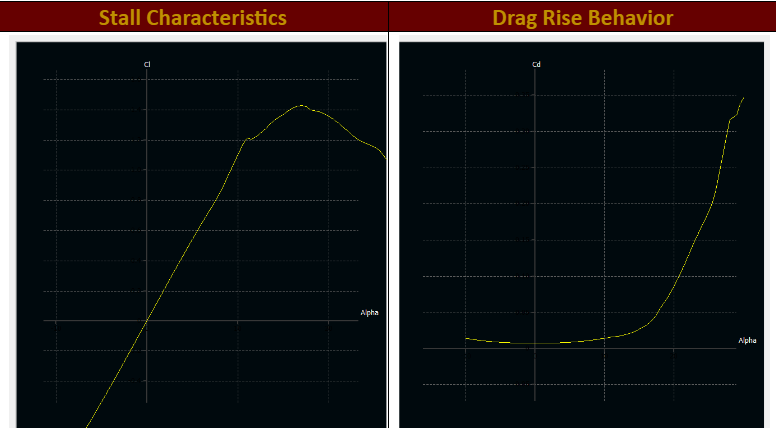 Stall Characteristics
Drag Rise Behavior
Cl
Alpha
Cd
Alpha